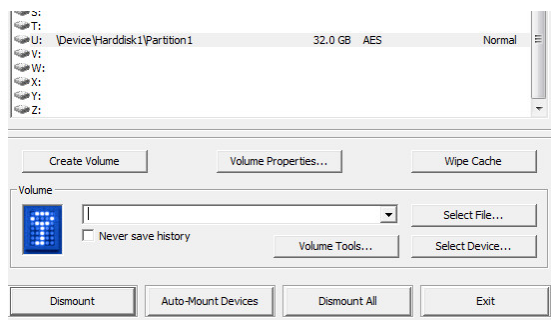 S:
T:
U: \Device\Harddisk1\Partition1 32.0 GB AES Normal
V:
W:
X:
Y:
Z:
Create Volume Volume Properties... Wipe Cache
Volume
Select File...
Never save history
Volume Tools... Select Device...
Dismount Auto-Mount Devices Dismount All Exit